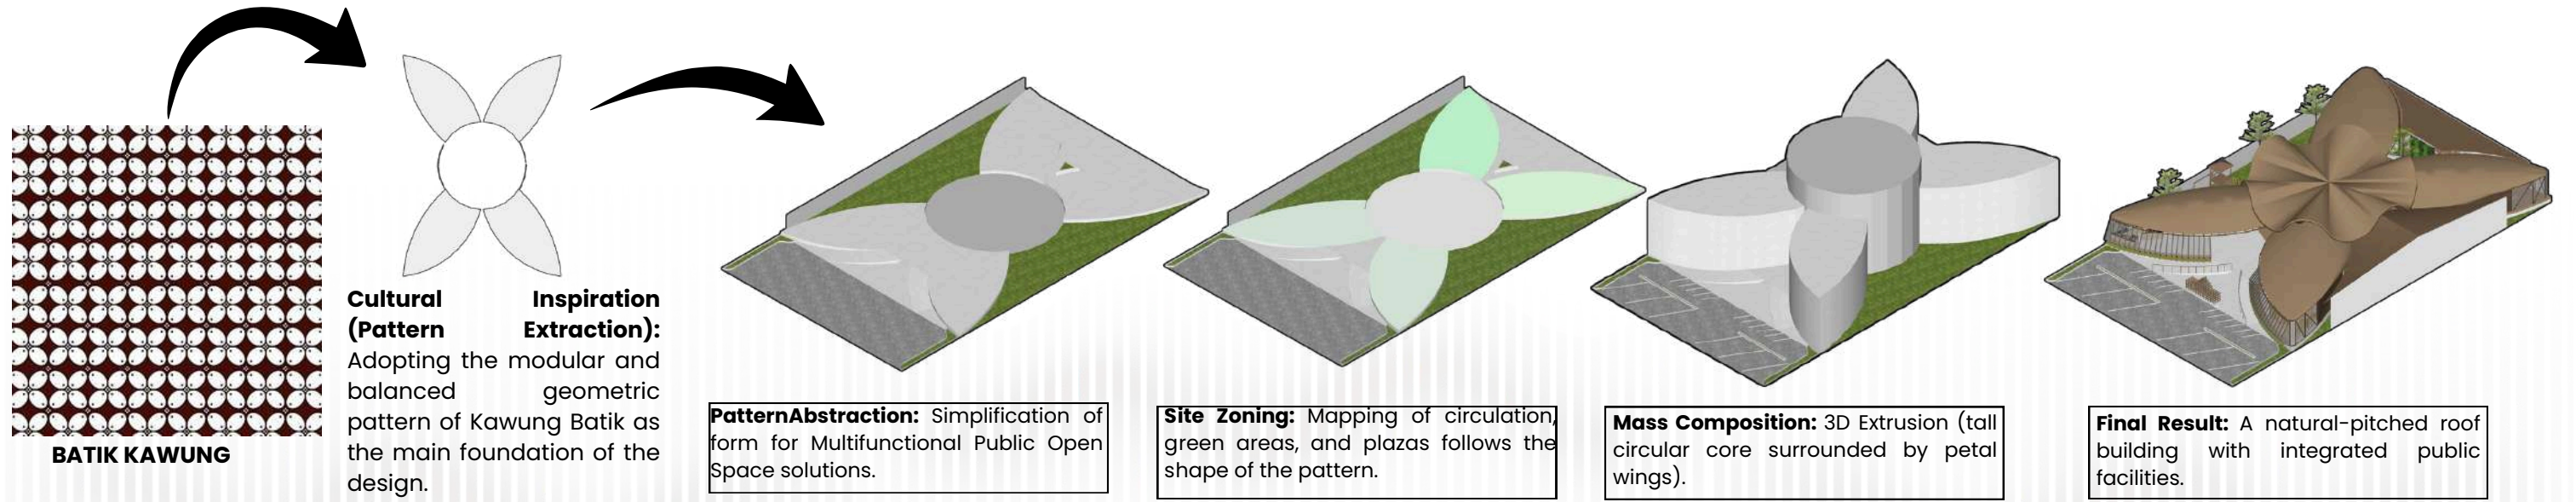 BATIK KAWUNG
Cultural Inspiration
(Pattern Extraction):
Adopting the modular and
balanced geometric
pattern of Kawung Batik as
the main foundation of the
design.
PatternAbstraction: Simplification of
form for Multifunctional Public Open
Space solutions.
Site Zoning: Mapping of circulation,
green areas, and plazas follows the
shape of the pattern.
Mass Composition: 3D Extrusion (tall
circular core surrounded by petal
wings).
Final Result: A natural-pitched roof
building with integrated public
facilities.